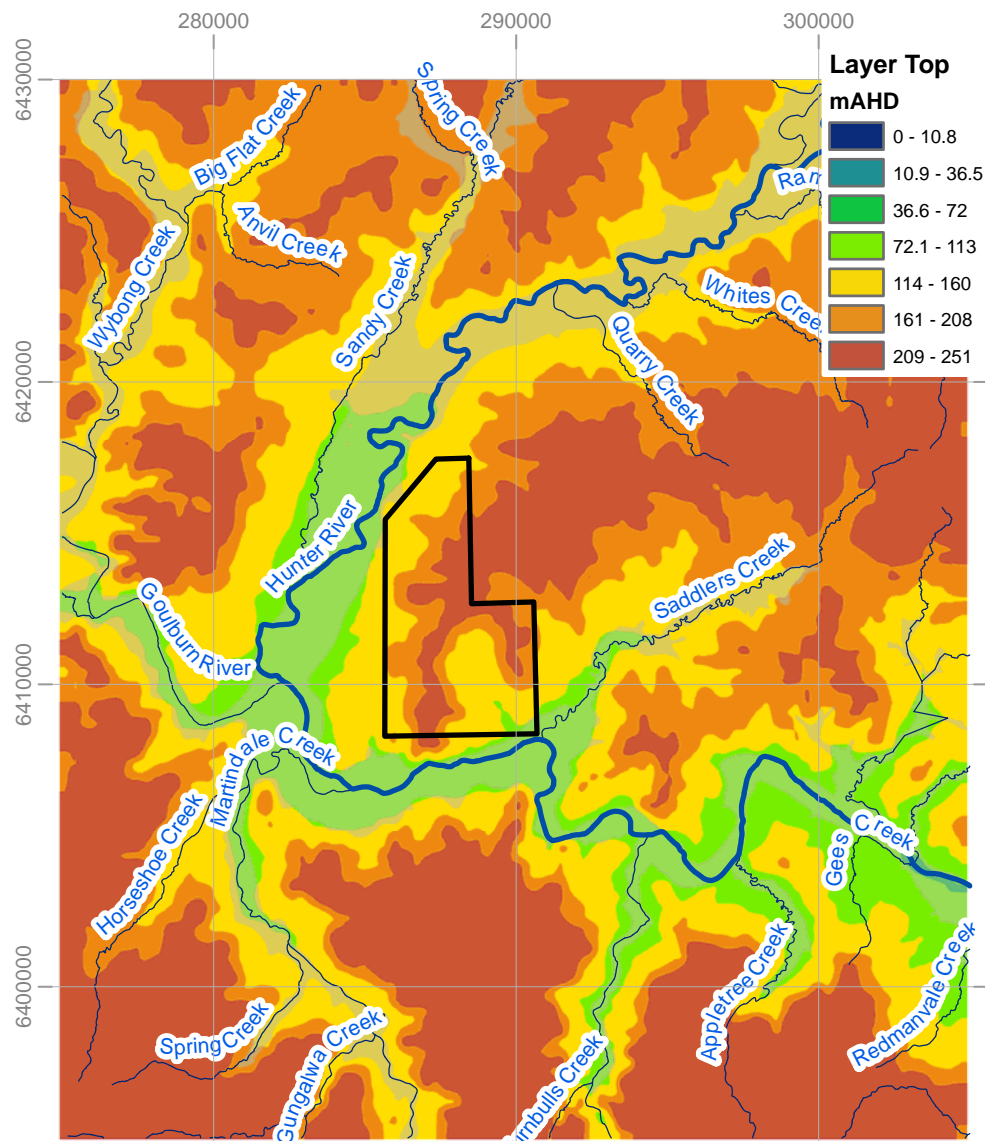 280000
290000
300000
6430000
6420000
6410000
6400000
Layer Top
mAHD
0 - 10.8
10.9 - 36.5
36.6 - 72
72.1 - 113
114 - 160
161 - 208
209 - 251
Spring Creek
Big Flat Creek
Ram
Anvil Creek
Wybong Creek
Sandy Creek
Whites Cree
Quarry Creek
Hunter River
Saddlers Creek
Goulburn River
Martindale Creek
Horseshoe Creek
Gees Creek
Appletree Creek
Redmanvale Creek
Spring Creek
Gungalwa Creek
urnbulls Creek